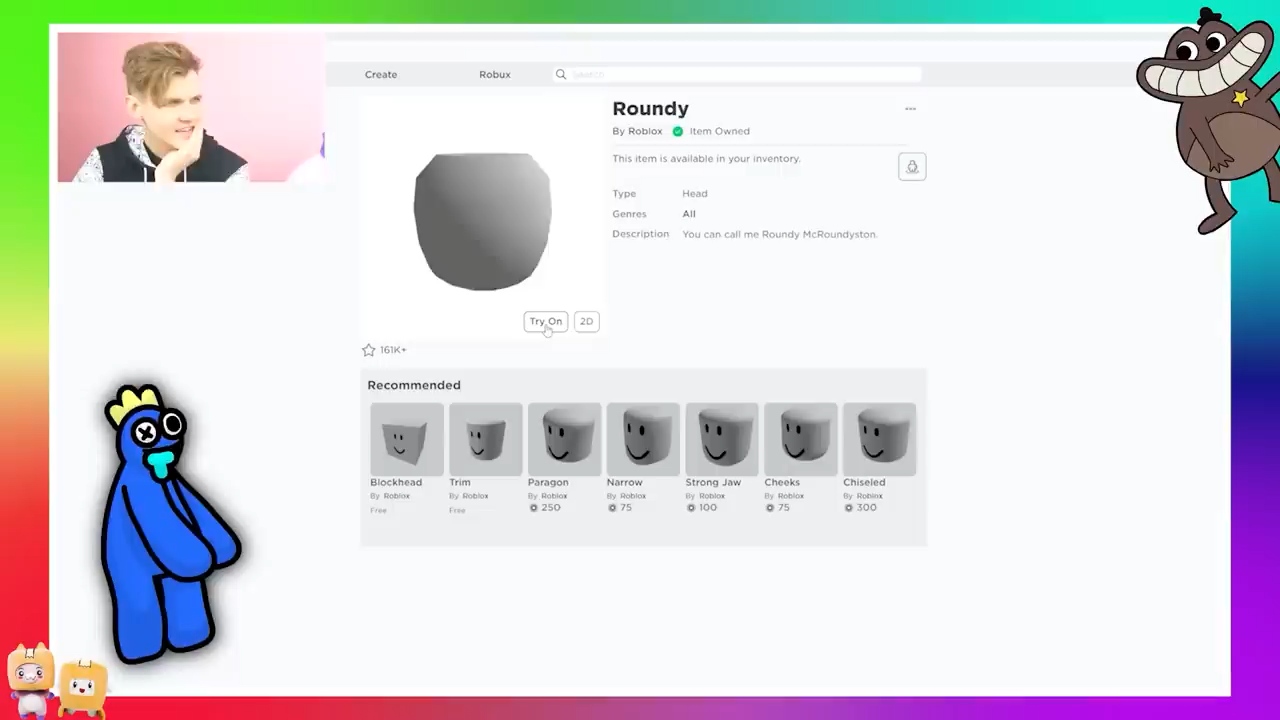 Create
Robux
Search
Roundy
By Roblox
Item Owned
This item is available in your inventory.
Type Head
Genres All
Description You can call me Roundy McRoundyston.
Try On
2D
161K+
Recommended
Blockhead
By Roblox
Free
Trim
By Roblox
Free
Paragon
By Roblox
250
Narrow
By Roblox
75
Strong Jaw
By Roblox
100
Cheeks
By Roblox
75
Chiseled
By Roblox
300